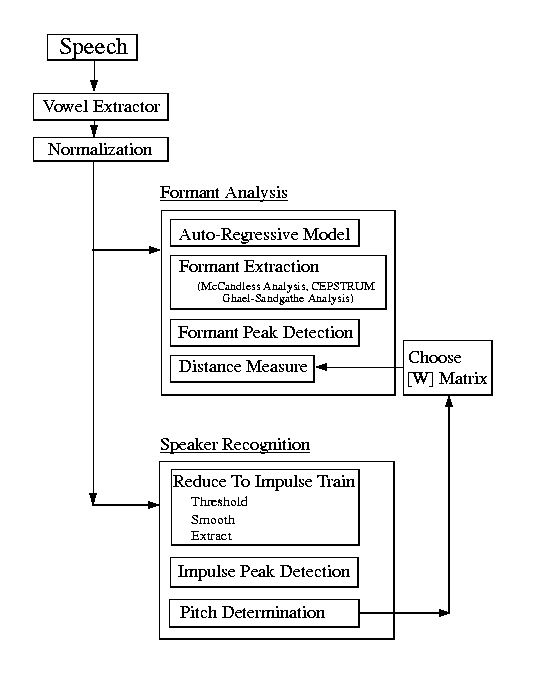 Speech
Vowel Extractor
Normalization
Formant Analysis
Auto-Regressive Model
Formant Extraction
(McCandless Analysis, CEPSTRUM
Ghael-Sandgathe Analysis)
Formant Peak Detection
Distance Measure
Choose
[W] Matrix
Speaker Recognition
Reduce To Impulse Train
Threshold
Smooth
Extract
Impulse Peak Detection
Pitch Determination